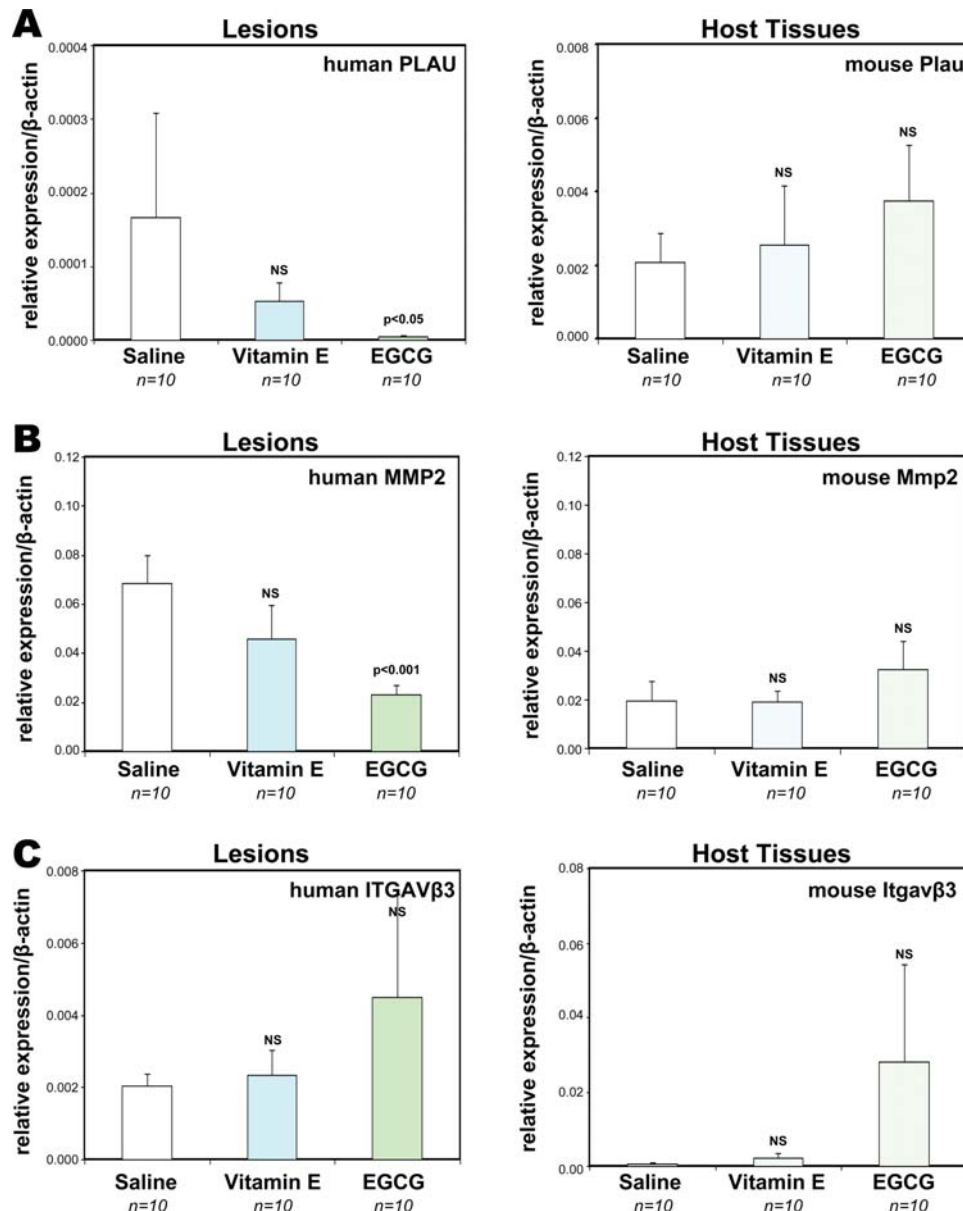 A
Lesions
human PLAU
relative expression/β-actin
0.0004
0.0003
0.0002
0.0001
0.0000
NS
p<0.05
Saline Vitamin E EGCG
n=10 n=10 n=10
Host Tissues
mouse Plau
relative expression/β-actin
0.008
0.006
0.004
0.002
0.000
NS
NS
Saline Vitamin E EGCG
n=10 n=10 n=10
B
Lesions
human MMP2
relative expression/β-actin
0.12
0.10
0.08
0.06
0.04
0.02
0.00
NS
p<0.001
Saline Vitamin E EGCG
n=10 n=10 n=10
Host Tissues
mouse Mmp2
relative expression/β-actin
0.12
0.10
0.08
0.06
0.04
0.02
0.00
NS
NS
Saline Vitamin E EGCG
n=10 n=10 n=10
C
Lesions
human ITGAVβ3
relative expression/β-actin
0.008
0.006
0.004
0.002
0.000
NS
NS
Saline Vitamin E EGCG
n=10 n=10 n=10
Host Tissues
mouse Itgavβ3
relative expression/β-actin
0.08
0.06
0.04
0.02
0.00
NS
NS
Saline Vitamin E EGCG
n=10 n=10 n=10